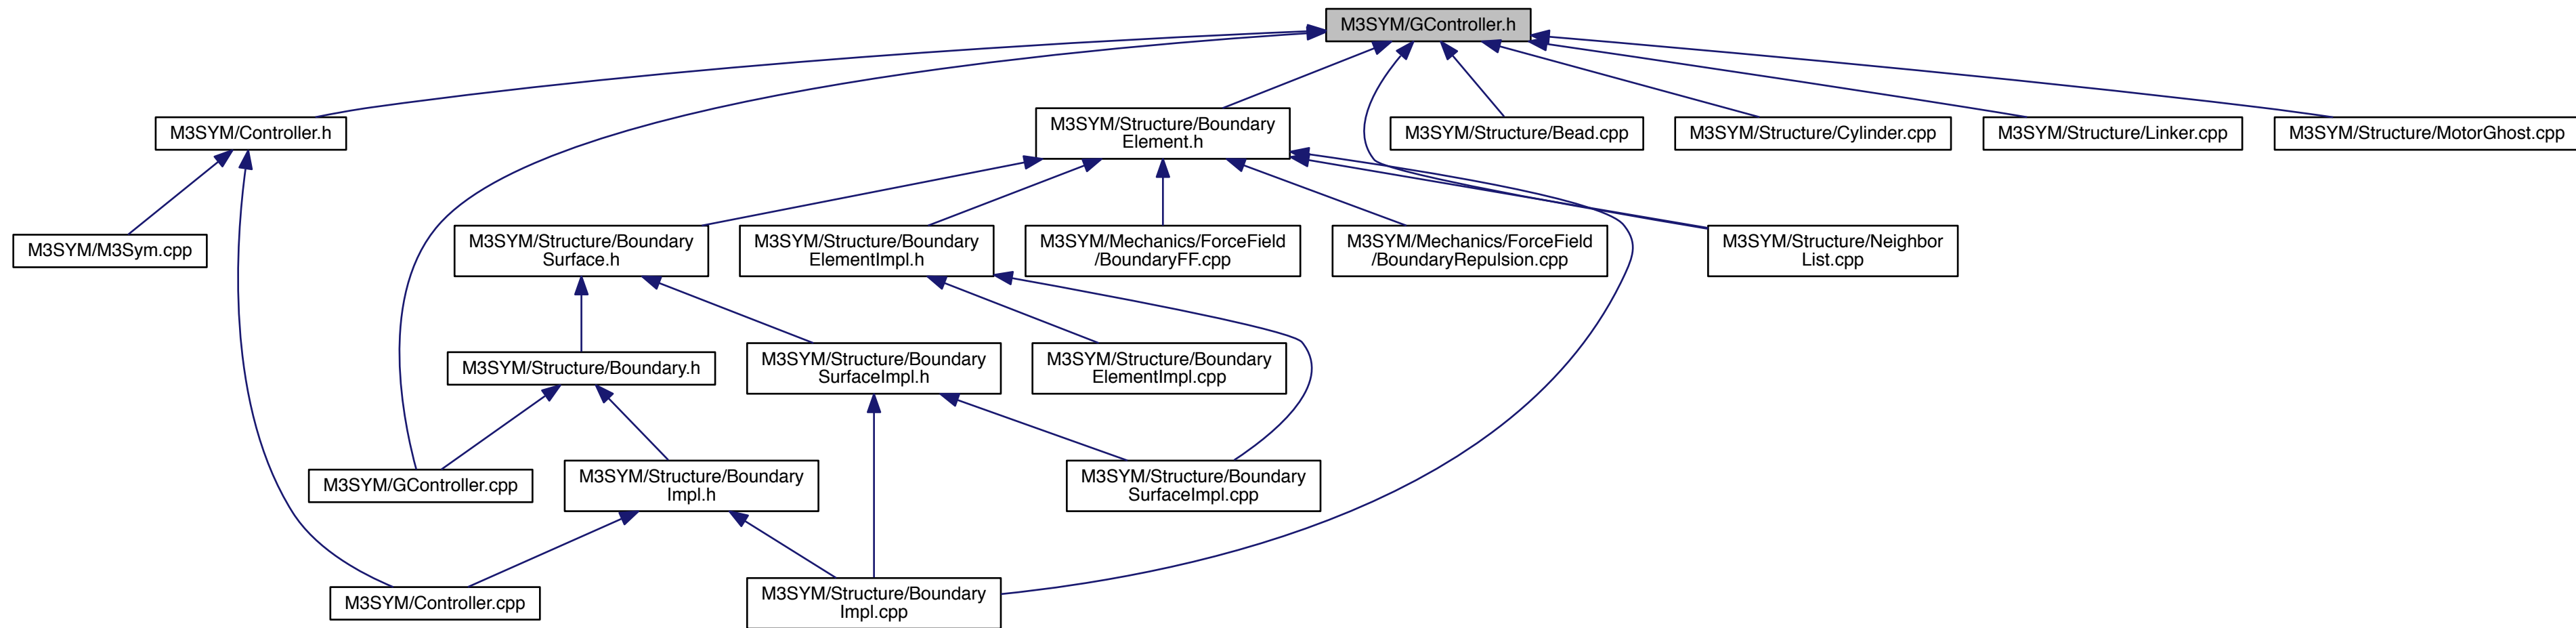 M3SYM/GController.h
M3SYM/Controller.h
M3SYM/Structure/Boundary
Element.h
M3SYM/Structure/Bead.cpp
M3SYM/Structure/Cylinder.cpp
M3SYM/Structure/Linker.cpp
M3SYM/Structure/MotorGhost.cpp
M3SYM/M3Sym.cpp
M3SYM/Structure/Boundary
Surface.h
M3SYM/Structure/Boundary
ElementImpl.h
M3SYM/Mechanics/ForceField
/BoundaryFF.cpp
M3SYM/Mechanics/ForceField
/BoundaryRepulsion.cpp
M3SYM/Structure/Neighbor
List.cpp
M3SYM/Structure/Boundary.h
M3SYM/Structure/Boundary
SurfaceImpl.h
M3SYM/Structure/Boundary
ElementImpl.cpp
M3SYM/GController.cpp
M3SYM/Structure/Boundary
Impl.h
M3SYM/Structure/Boundary
SurfaceImpl.cpp
M3SYM/Controller.cpp
M3SYM/Structure/Boundary
Impl.cpp